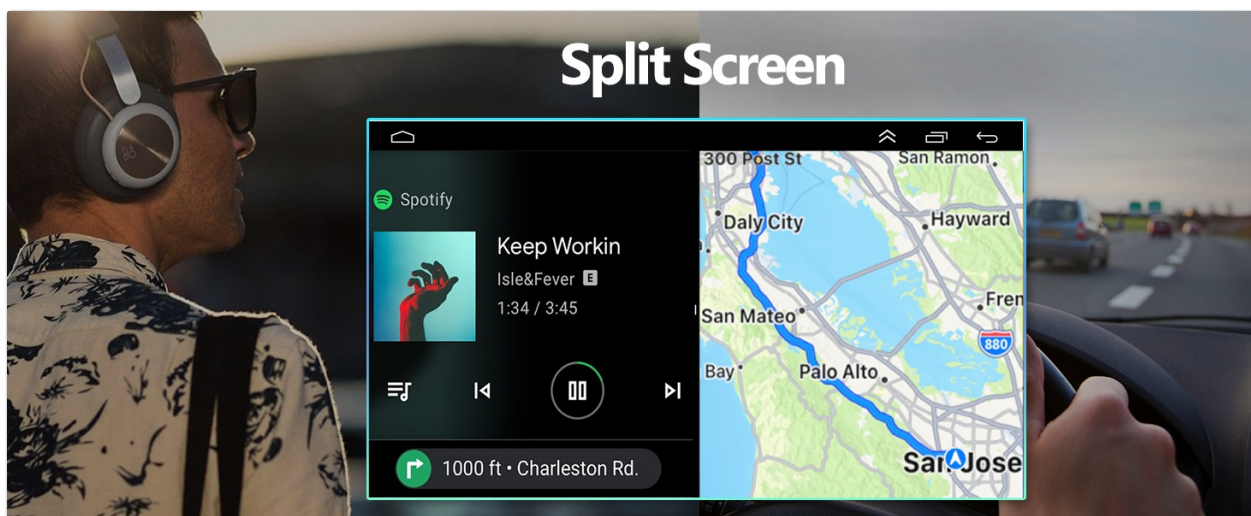 Split Screen
Spotify
Keep Workin
Isle&Fever E
1:34 / 3:45
1000 ft • Charleston Rd.
300 Post St
San Ramon
Daly City
Hayward
Fren
San Mateo
880
Bay
Palo Alto
San Jose